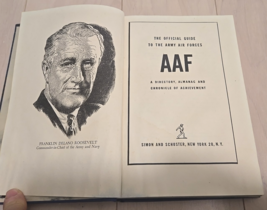 FRANKLIN DELANO ROOSEVELT
Commander-in-Chief of the Army and Navy
THE OFFICIAL GUIDE
TO THE ARMY AIR FORCES
AAF
A DIRECTORY, ALMANAC AND
CHRONICLE OF ACHIEVEMENT
SIMON AND SCHUSTER, NEW YORK 20, N.Y.